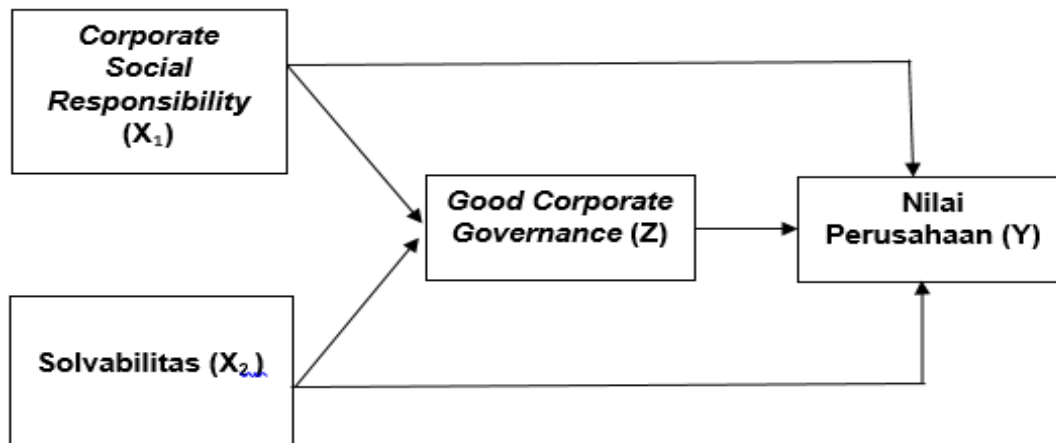 Corporate
Social
Responsibility
(X₁)
Good Corporate
Governance (Z)
Nilai
Perusahaan (Y)
Solvabilitas (X₂)